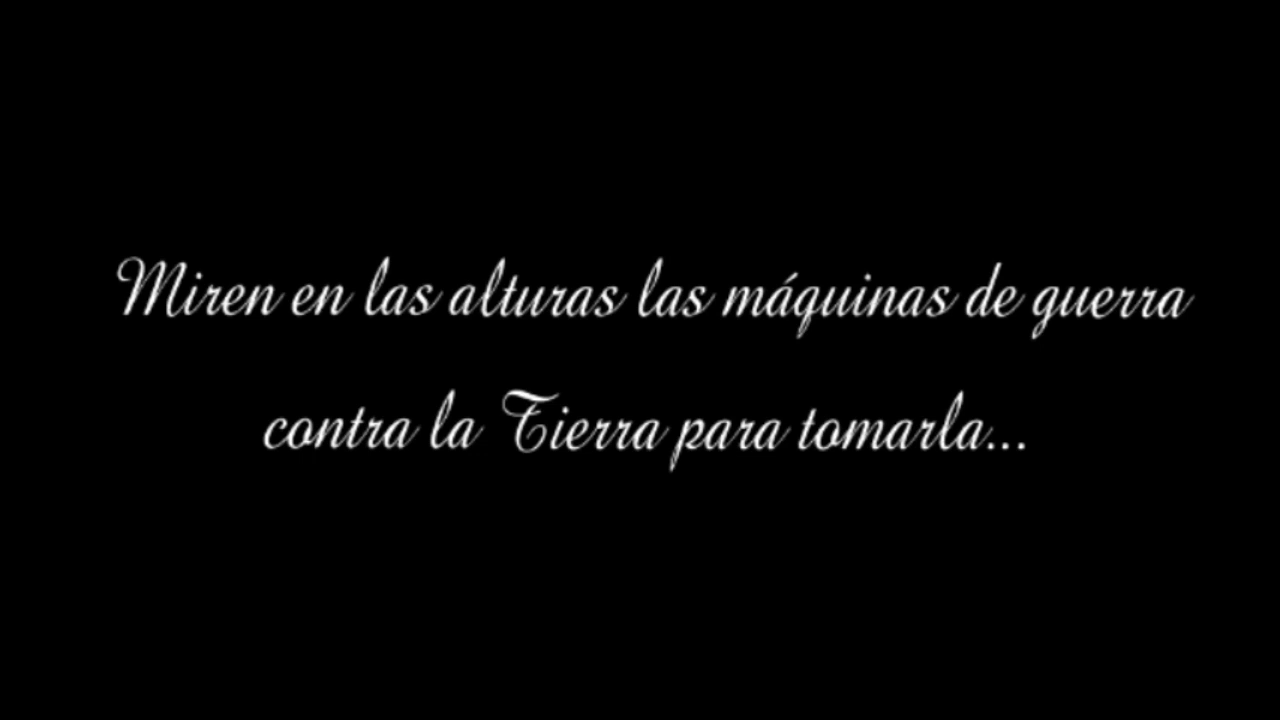 Miren en las alturas las máquinas de guerra
contra la Tierra para tomarla...